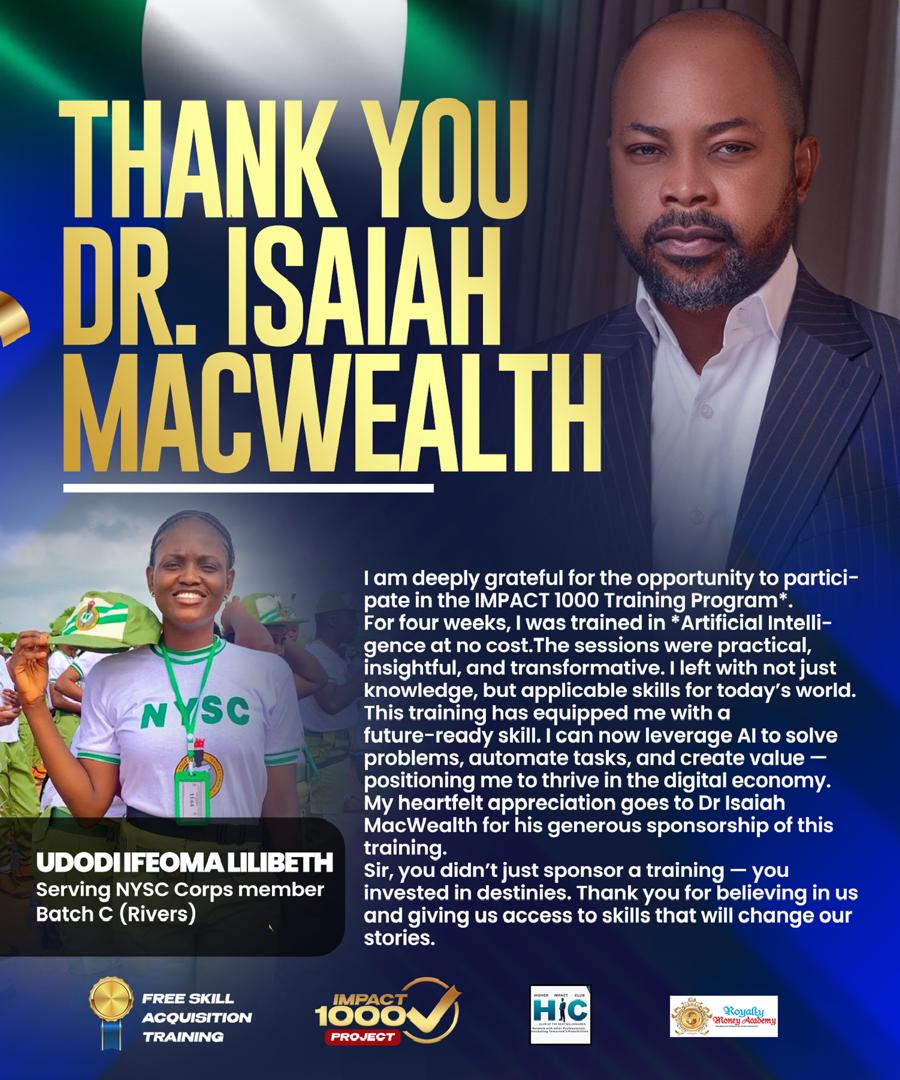 THANK YOU
DR. ISAIAH
MACWEALTH
I am deeply grateful for the opportunity to partici-
pate in the IMPACT 1000 Training Program*.
For four weeks, I was trained in *Artificial Intelli-
gence at no cost.The sessions were practical,
insightful, and transformative. I left with not just
knowledge, but applicable skills for today’s world.
This training has equipped me with a
future-ready skill. I can now leverage AI to solve
problems, automate tasks, and create value —
positioning me to thrive in the digital economy.
My heartfelt appreciation goes to Dr Isaiah
MacWealth for his generous sponsorship of this
training.
Sir, you didn’t just sponsor a training — you
invested in destinies. Thank you for believing in us
and giving us access to skills that will change our
stories.
NYSC
UDODI IFEOMA LILIBETH
Serving NYSC Corps member
Batch C (Rivers)
FREE SKILL
ACQUISITION
TRAINING
IMPACT
1000
PROJECT
HIGHER IMPACT CLUB
HIC
Royalty
Money Academy